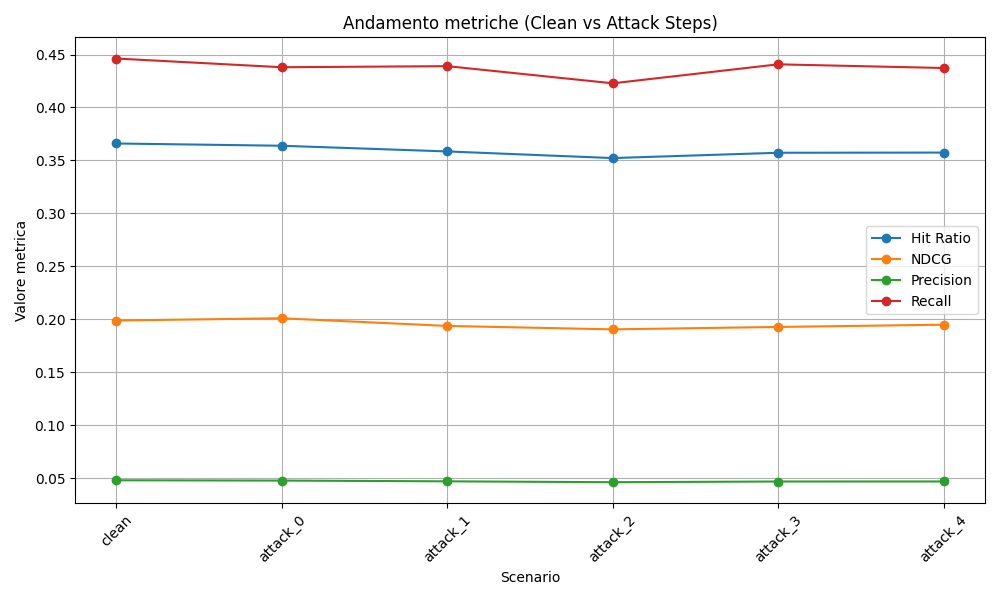 Andamento metriche (Clean vs Attack Steps)
Valore metrica
0.45
0.40
0.35
0.30
0.25
0.20
0.15
0.10
0.05
Hit Ratio
NDCG
Precision
Recall
clean
attack_0
attack_1
attack_2
attack_3
attack_4
Scenario